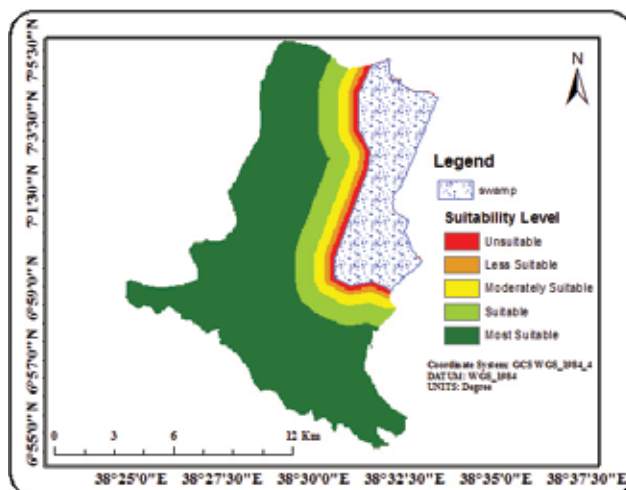 7°5'30"N
7°3'30"N
7°1'30"N
6°59'0"N
6°57'0"N
6°55'0"N
N
Legend
swamp
Suitability Level
Unsuitable
Less Suitable
Moderately Suitable
Suitable
Most Suitable
Coordinate System: GCS WGS_1984_4
DATUM: WGS_1984
UNITS: Degree
0 3 6 12 Km
38°25'0"E 38°27'30"E 38°30'0"E 38°32'30"E 38°35'0"E 38°37'30"E